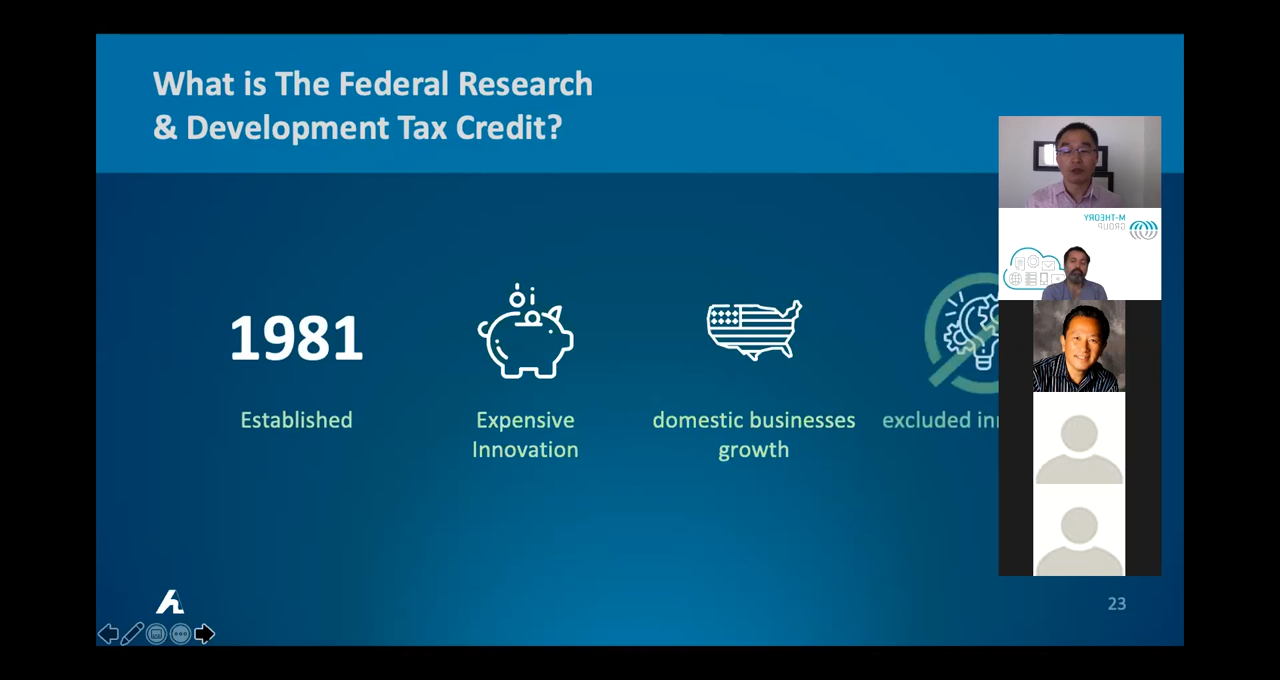 What is The Federal Research
& Development Tax Credit?
M-THEORY
GROUP
1981
Established
Expensive
Innovation
domestic businesses
growth
excluded
23